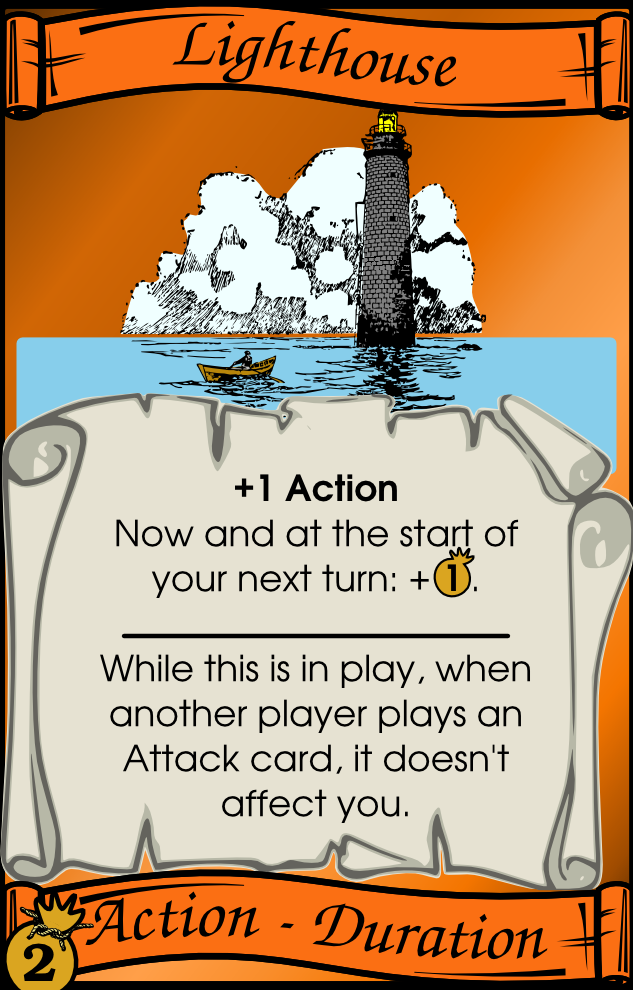 Lighthouse
+1 Action
Now and at the start of
your next turn: +1.
While this is in play, when
another player plays an
Attack card, it doesn't
affect you.
2
Action - Duration